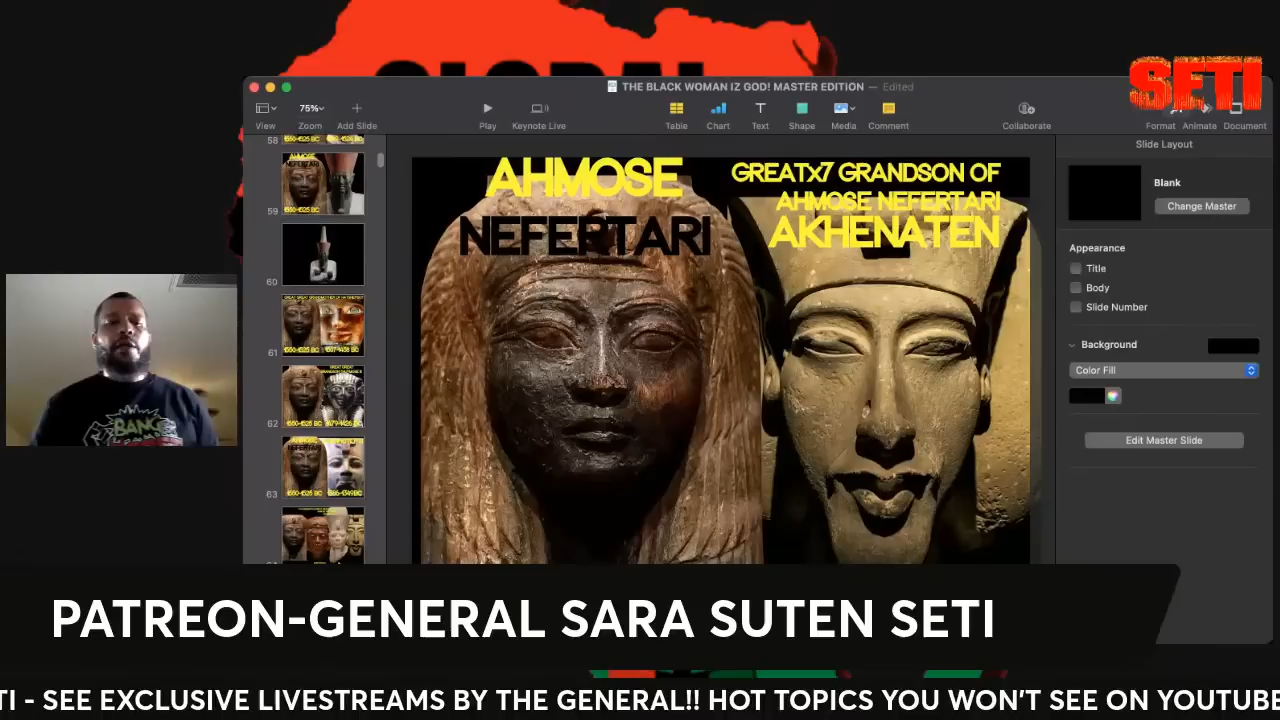 GLOBAL
SETI
THE BLACK WOMAN IZ GOD! MASTER EDITION — Edited
75%
View
Zoom
Add Slide
Play
Keynote Live
Table
Chart
Text
Shape
Media
Comment
Collaborate
Format
Animate
Document
58
59
60
61
62
63
AHMOSE
NEFERTARI
GREATX7 GRANDSON OF
AHMOSE NEFERTARI
AKHENATEN
Slide Layout
Blank
Change Master
Appearance
Title
Body
Slide Number
Background
Color Fill
Edit Master Slide
BANG
PATREON-GENERAL SARA SUTEN SETI
TI - SEE EXCLUSIVE LIVESTREAMS BY THE GENERAL!! HOT TOPICS YOU WON'T SEE ON YOUTUBE